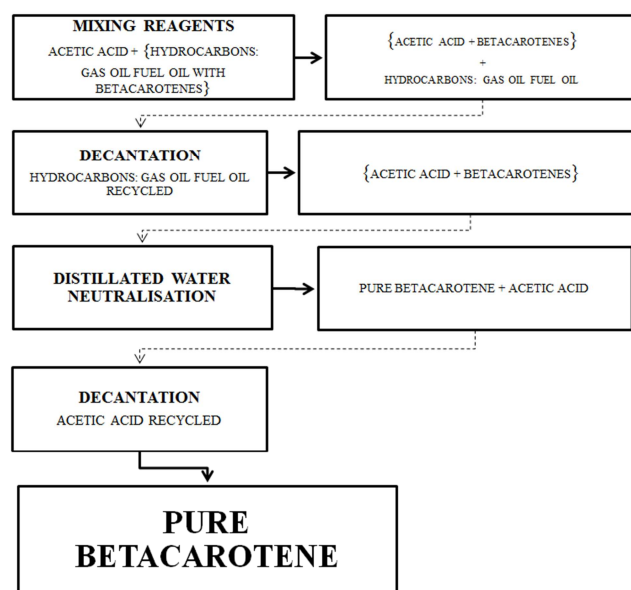 MIXING REAGENTS
ACETIC ACID + {HYDROCARBONS:
GAS OIL FUEL OIL WITH
BETACAROTENES}
{ACETIC ACID + BETACAROTENES}
+
HYDROCARBONS: GAS OIL FUEL OIL
DECANTATION
HYDROCARBONS: GAS OIL FUEL OIL
RECYCLED
{ACETIC ACID + BETACAROTENES}
DISTILLATED WATER
NEUTRALISATION
PURE BETACAROTENE + ACETIC ACID
DECANTATION
ACETIC ACID RECYCLED
PURE
BETACAROTENE